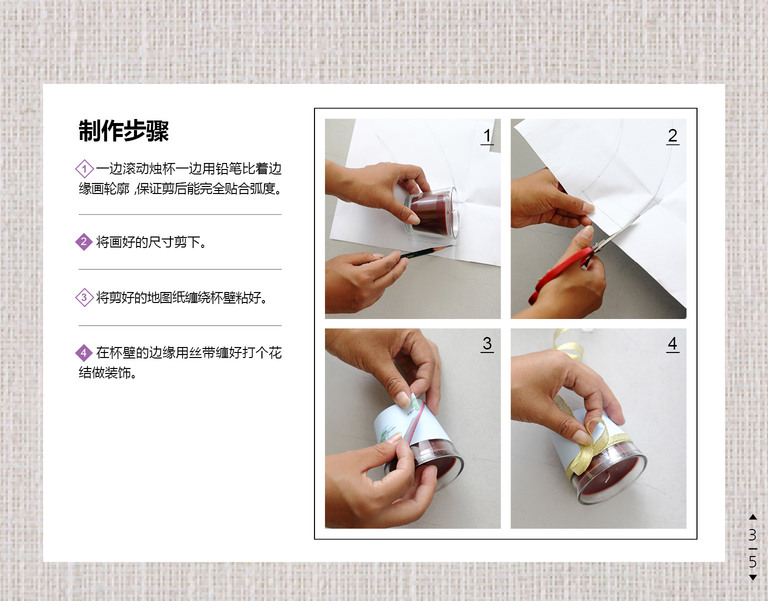 制作步骤
1 一边滚动烛杯一边用铅笔比着边
缘画轮廓,保证剪后能完全贴合弧度。
2 将画好的尺寸剪下。
3 将剪好的地图纸缠绕杯壁粘好。
4 在杯壁的边缘用丝带缠好打个花
结做装饰。
1
2
3
4
3
5